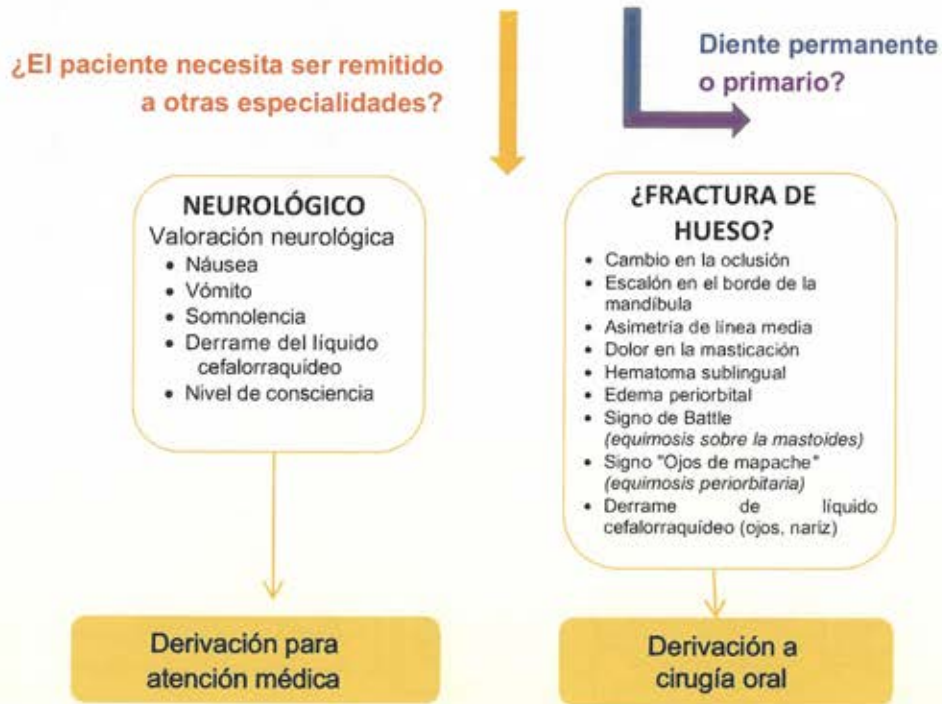 ¿El paciente necesita ser remitido
a otras especialidades?
Diente permanente
o primario?
NEUROLÓGICO
Valoración neurológica
• Náusea
• Vómito
• Somnolencia
• Derrame del líquido
cefalorraquídeo
• Nivel de consciencia
Derivación para
atención médica
¿FRACTURA DE
HUESO?
• Cambio en la oclusión
• Escalón en el borde de la
mandíbula
• Asimetría de línea media
• Dolor en la masticación
• Hematoma sublingual
• Edema periorbital
• Signo de Battle
(equimosis sobre la mastoides)
• Signo "Ojos de mapache"
(equimosis periorbitaria)
• Derrame de líquido
cefalorraquídeo (ojos, nariz)
Derivación a
cirugía oral